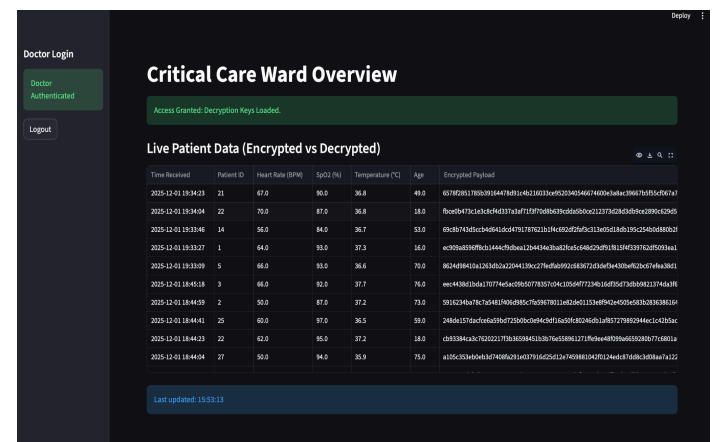 Deploy
Doctor Login
Doctor
Authenticated
Logout
Critical Care Ward Overview
Access Granted: Decryption Keys Loaded.
Live Patient Data (Encrypted vs Decrypted)
Time Received Patient ID Heart Rate (BPM) SpO2 (%) Temperature (°C) Age Encrypted Payload
2025-12-01 19:34:23 21 67.0 90.0 36.8 49.0
2025-12-01 19:34:04 22 70.0 87.0 36.8 18.0
2025-12-01 19:33:46 14 84.0 84.0 36.7 53.0
2025-12-01 19:33:27 1 64.0 93.0 37.3 16.0
2025-12-01 19:33:09 5 66.0 93.0 36.6 70.0
2025-12-01 18:45:18 3 66.0 92.0 37.7 76.0
2025-12-01 18:44:59 2 50.0 87.0 37.2 73.0
2025-12-01 18:44:41 25 60.0 97.0 36.5 59.0
2025-12-01 18:44:23 22 62.0 95.0 37.2 18.0
2025-12-01 18:44:04 27 50.0 94.0 35.9 75.0
Last updated: 15:53:13